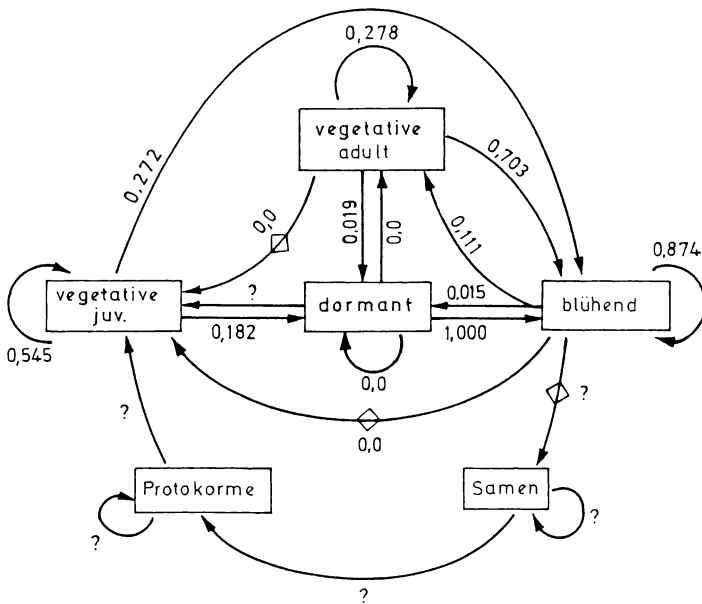 0,278
vegetative
adult
0,272
0,703
0,0
0,019
0,0
0,111
0,874
vegetative
juv.
?
dormant
0,015
blühend
0,182
1,000
0,545
0,0
?
0,0
?
Protokorme
Samen
?
?
?